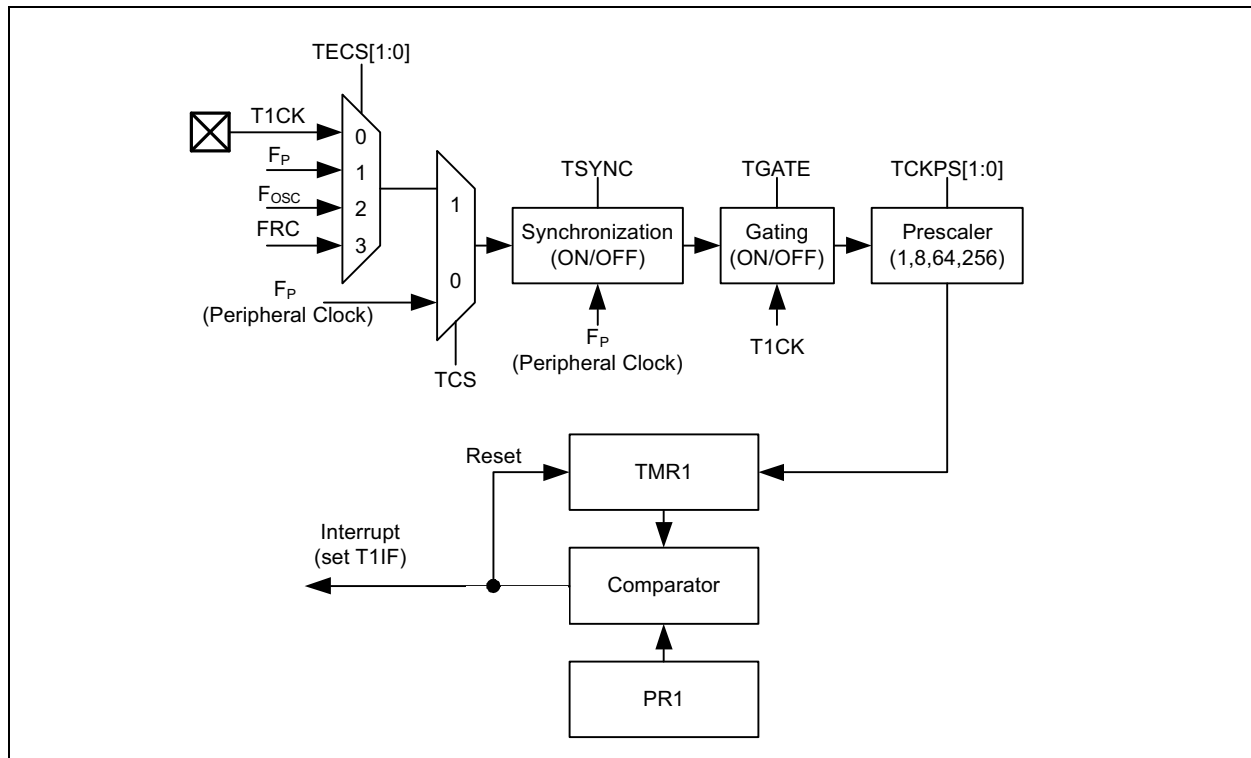 TECS[1:0]
T1CK
0
FP
1
FOSC
2
FRC
3
1
0
FP
(Peripheral Clock)
TCS
TSYNC
Synchronization
(ON/OFF)
FP
(Peripheral Clock)
TGATE
Gating
(ON/OFF)
T1CK
TCKPS[1:0]
Prescaler
(1,8,64,256)
Reset
TMR1
Interrupt
(set T1IF)
Comparator
PR1